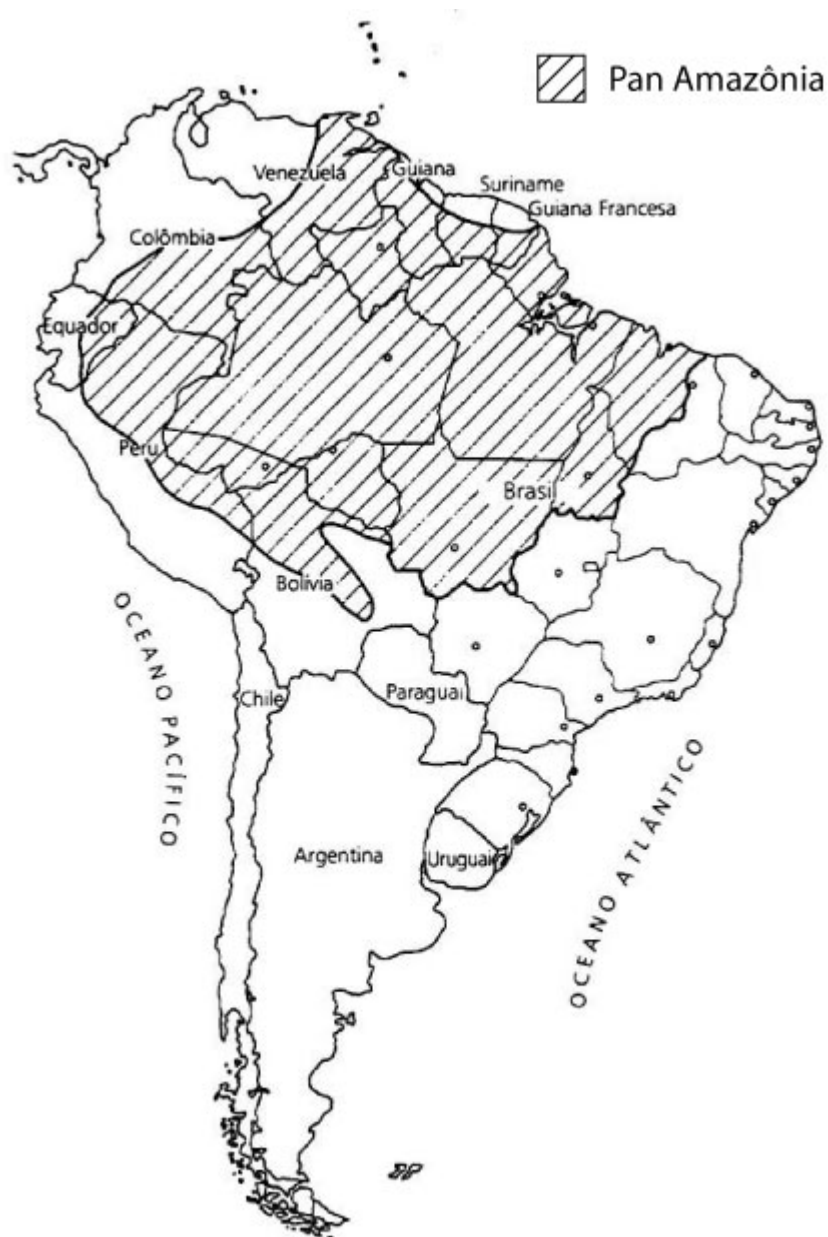 Pan Amazônia
Venezuela
Guiana
Suriname
Guiana Francesa
Colômbia
Equador
Peru
Brasil
Bolívia
OCEANO PACÍFICO
Chile
Paraguai
Argentina
Uruguai
OCEANO ATLÂNTICO